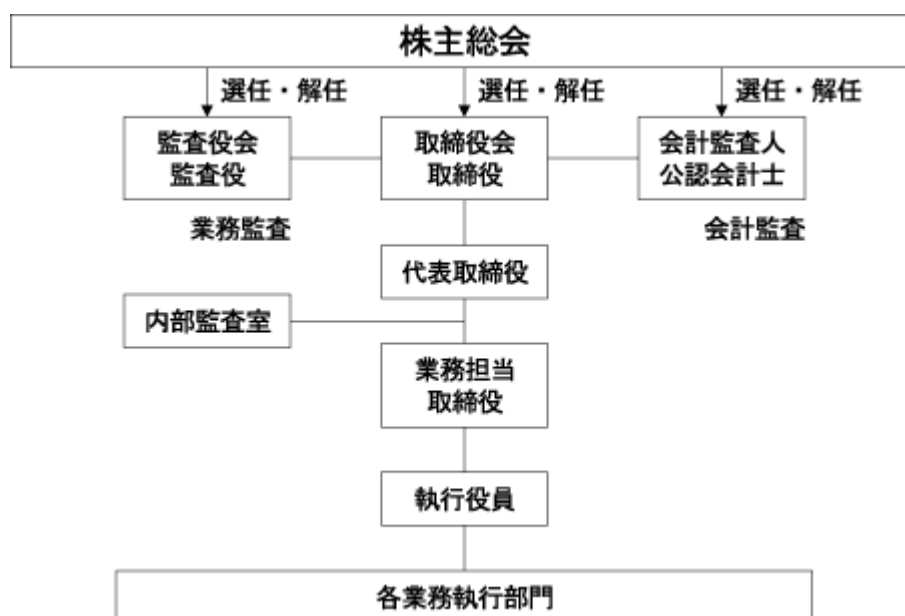 株主総会
選任・解任
選任・解任
選任・解任
監査役会
監査役
取締役会
取締役
会計監査人
公認会計士
業務監査
会計監査
代表取締役
内部監査室
業務担当
取締役
執行役員
各業務執行部門